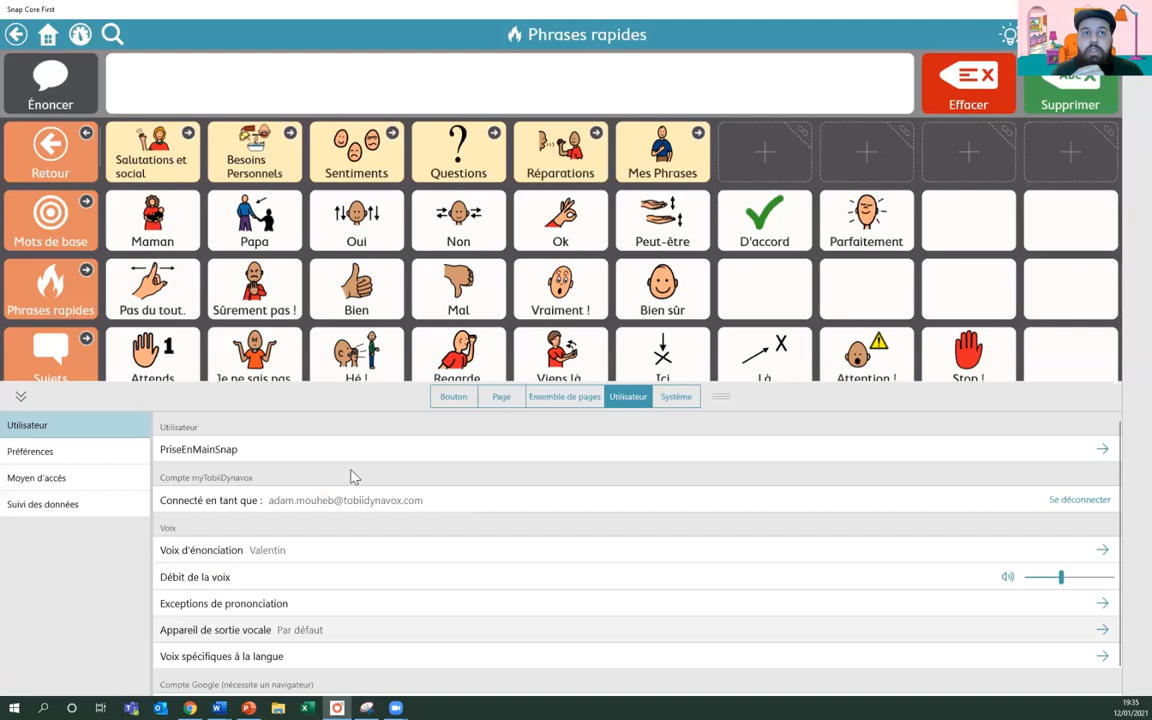 Snap Core First
Phrases rapides
Énoncer
Effacer
Supprimer
Retour
Salutations et social
Besoins Personnels
Sentiments
Questions
Réparations
Mes Phrases
Mots de base
Maman
Papa
Oui
Non
Ok
Peut-être
D'accord
Parfaitement
Phrases rapides
Pas du tout.
Sûrement pas !
Bien
Mal
Vraiment !
Bien sûr
Sujets
1
Attends
Je ne sais pas
Hé !
Regarde
Viens là
Ici
Là
Attention !
Stop !
Bouton
Page
Ensemble de pages
Utilisateur
Système
Utilisateur
Préférences
Moyen d'accès
Suivi des données
Utilisateur
PriseEnMainSnap
Compte myTobiiDynavox
Connecté en tant que : adam.mouheb@tobiidynavox.com
Se déconnecter
Voix
Voix d'énonciation Valentin
Débit de la voix
Exceptions de prononciation
Appareil de sortie vocale Par défaut
Voix spécifiques à la langue
Compte Google (nécessite un navigateur)
19:35
12/01/2021